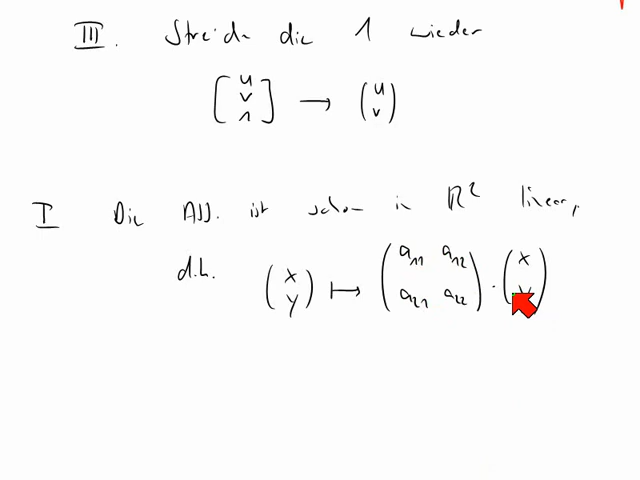 III. Streiche die 1 wieder
[u v 1] → (u v)
I Die Abb. ist schon in ℝ² linear,
d.h. (x y) ↦ (a₁₁ a₁₂ a₂₁ a₂₂) · (x y)